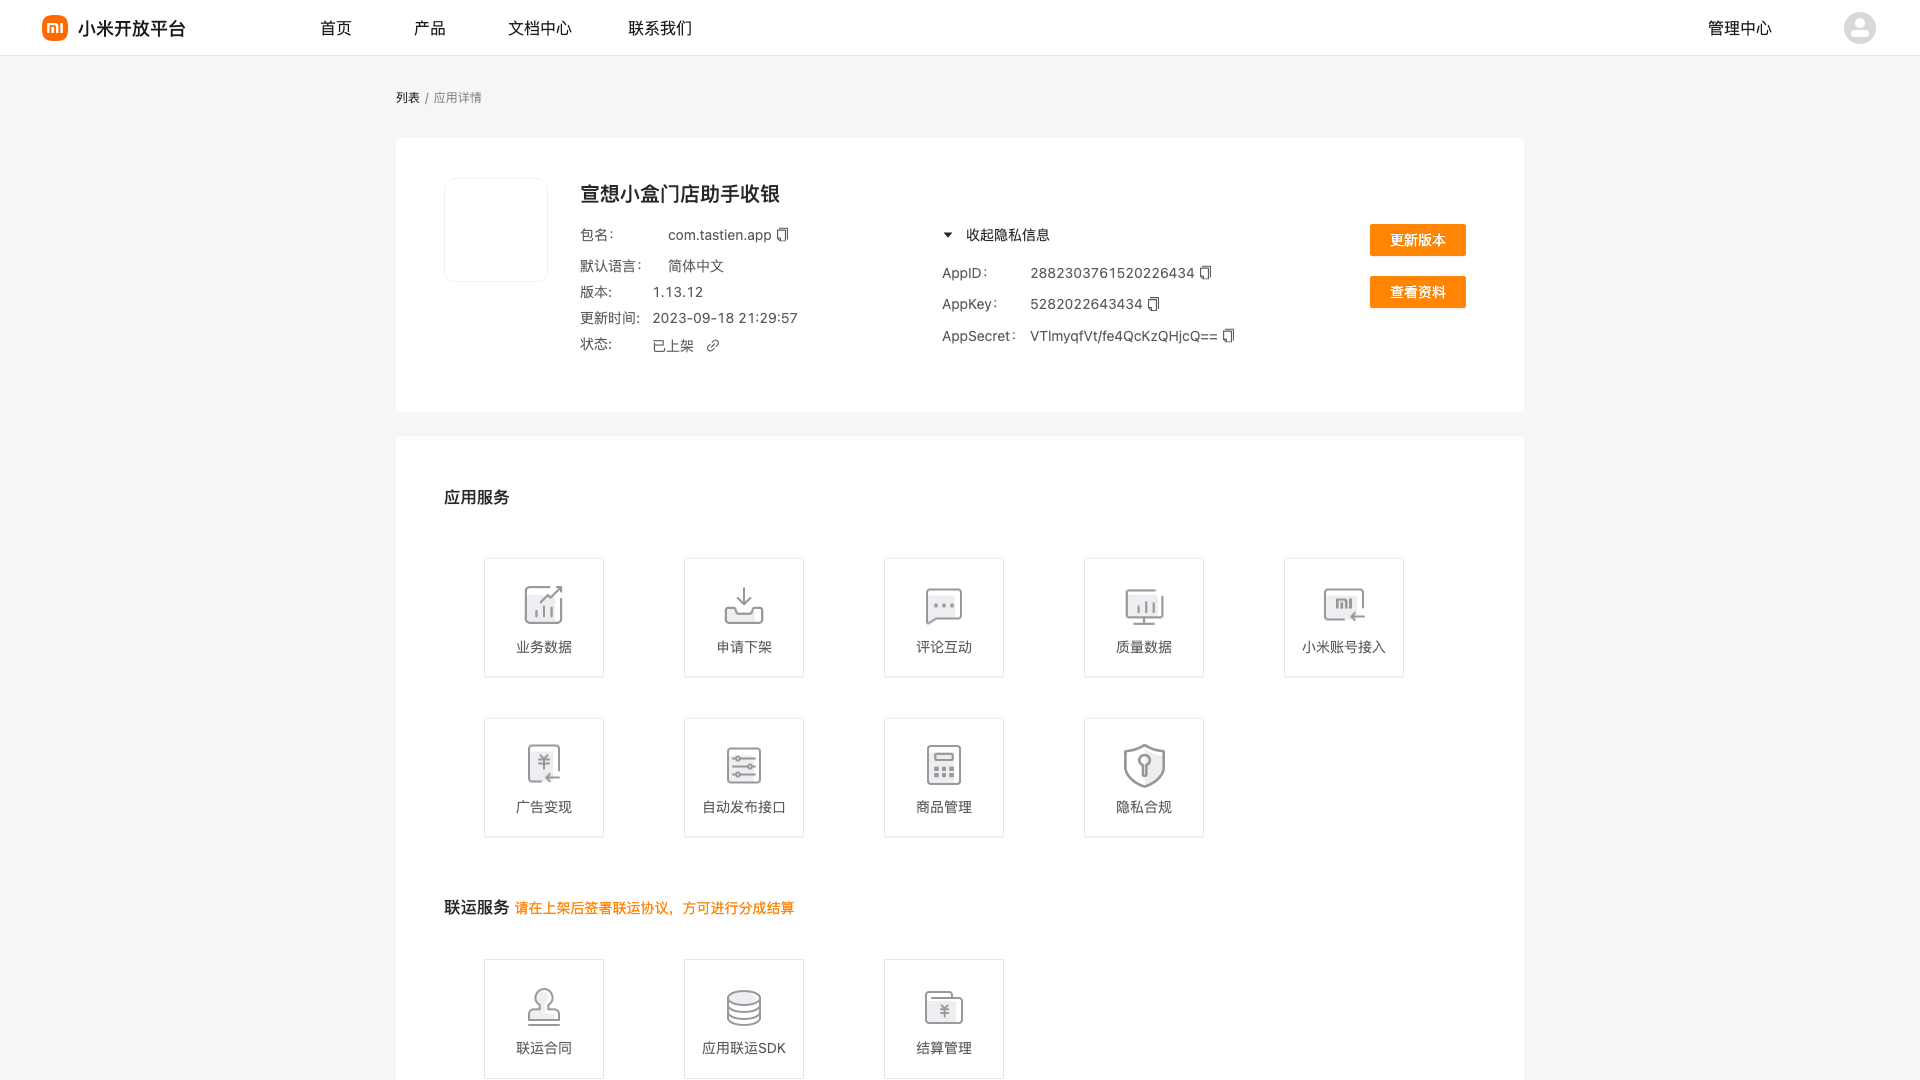 小米开放平台 首页 产品 文档中心 联系我们 管理中心
列表 / 应用详情
宣想小盒门店助手收银
包名： com.tastien.app
默认语言： 简体中文
版本: 1.13.12
更新时间: 2023-09-18 21:29:57
状态: 已上架
收起隐私信息
AppID： 2882303761520226434
AppKey： 5282022643434
AppSecret： VTlmyqfVt/fe4QcKzQHjcQ==
更新版本
查看资料
应用服务
业务数据 申请下架 评论互动 质量数据 小米账号接入
广告变现 自动发布接口 商品管理 隐私合规
联运服务 请在上架后签署联运协议，方可进行分成结算
联运合同 应用联运SDK 结算管理